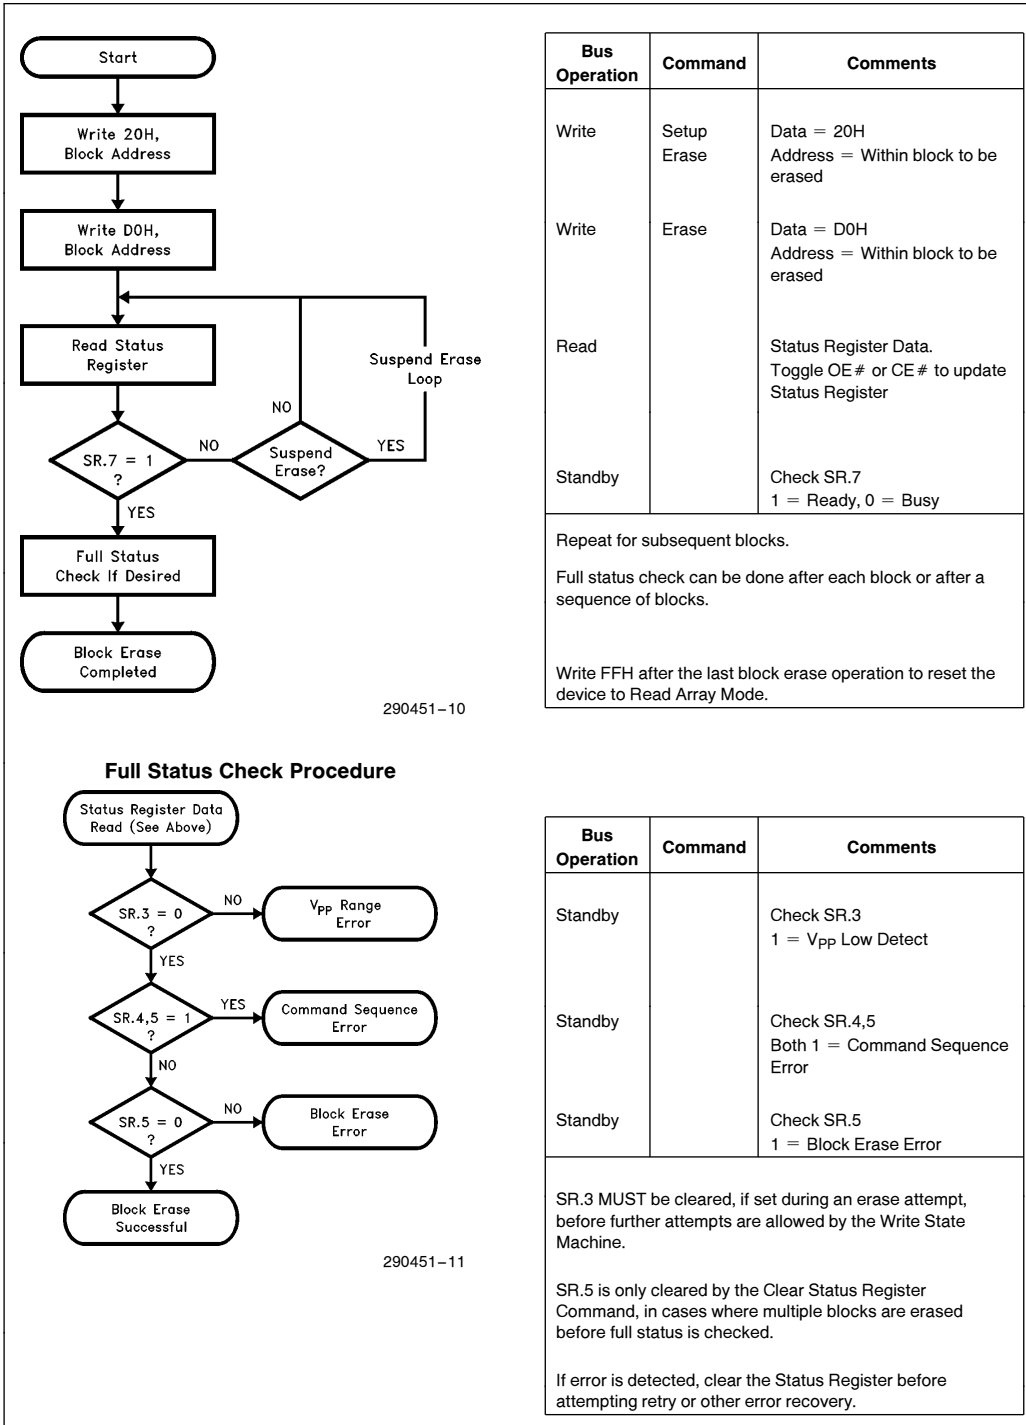 Start
Write 20H,
Block Address
Write D0H,
Block Address
Read Status
Register
Suspend Erase
Loop
NO
SR.7 = 1
?
NO
Suspend
Erase?
YES
YES
Full Status
Check If Desired
Block Erase
Completed
290451–10
Bus
Operation
Command
Comments
Write
Setup
Erase
Data = 20H
Address = Within block to be
erased
Write
Erase
Data = D0H
Address = Within block to be
erased
Read
Status Register Data.
Toggle OE# or CE# to update
Status Register
Standby
Check SR.7
1 = Ready, 0 = Busy
Repeat for subsequent blocks.
Full status check can be done after each block or after a
sequence of blocks.
Write FFH after the last block erase operation to reset the
device to Read Array Mode.
Full Status Check Procedure
Status Register Data
Read (See Above)
SR.3 = 0
?
NO
VPP Range
Error
YES
SR.4,5 = 1
?
YES
Command Sequence
Error
NO
SR.5 = 0
?
NO
Block Erase
Error
YES
Block Erase
Successful
290451–11
Bus
Operation
Command
Comments
Standby
Check SR.3
1 = VPP Low Detect
Standby
Check SR.4,5
Both 1 = Command Sequence
Error
Standby
Check SR.5
1 = Block Erase Error
SR.3 MUST be cleared, if set during an erase attempt,
before further attempts are allowed by the Write State
Machine.
SR.5 is only cleared by the Clear Status Register
Command, in cases where multiple blocks are erased
before full status is checked.
If error is detected, clear the Status Register before
attempting retry or other error recovery.